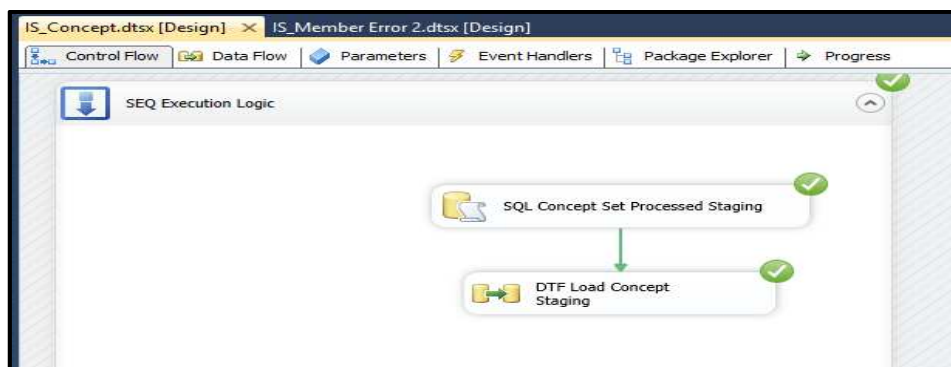 IS_Concept.dtsx [Design] IS_Member Error 2.dtsx [Design]
Control Flow Data Flow Parameters Event Handlers Package Explorer Progress
SEQ Execution Logic
SQL Concept Set Processed Staging
DTF Load Concept
Staging